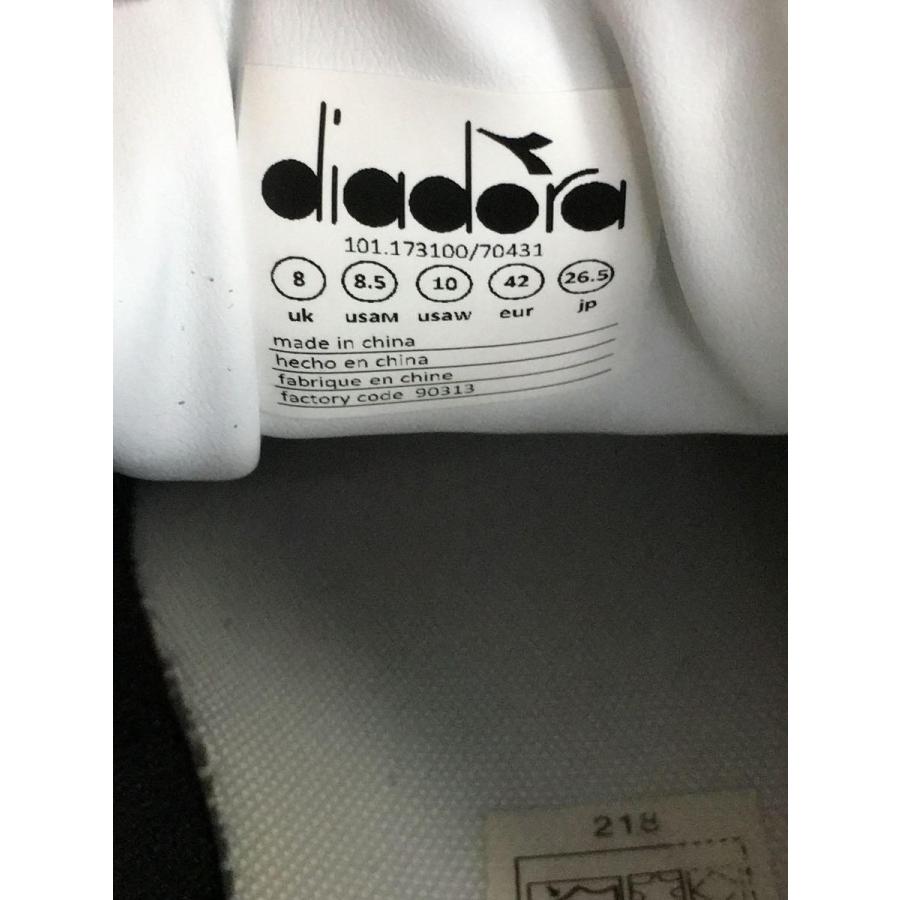 diadora
101.173100/70431
8 8.5 10 42 26.5
uk usaM usaw eur jp
made in china
hecho en china
fabrique en chine
factory code 90313
218